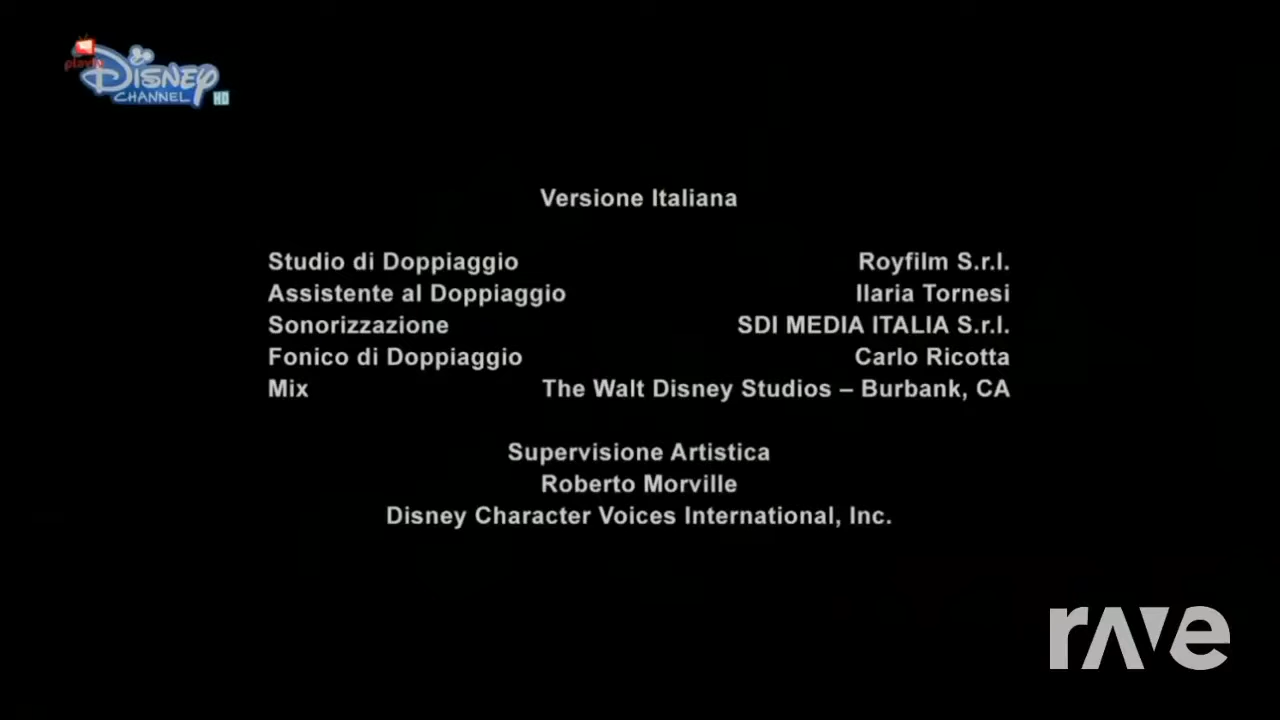 playtv
DISNEY
CHANNEL HD
Versione Italiana
Studio di Doppiaggio Royfilm S.r.l.
Assistente al Doppiaggio Ilaria Tornesi
Sonorizzazione SDI MEDIA ITALIA S.r.l.
Fonico di Doppiaggio Carlo Ricotta
Mix The Walt Disney Studios – Burbank, CA
Supervisione Artistica
Roberto Morville
Disney Character Voices International, Inc.
rave